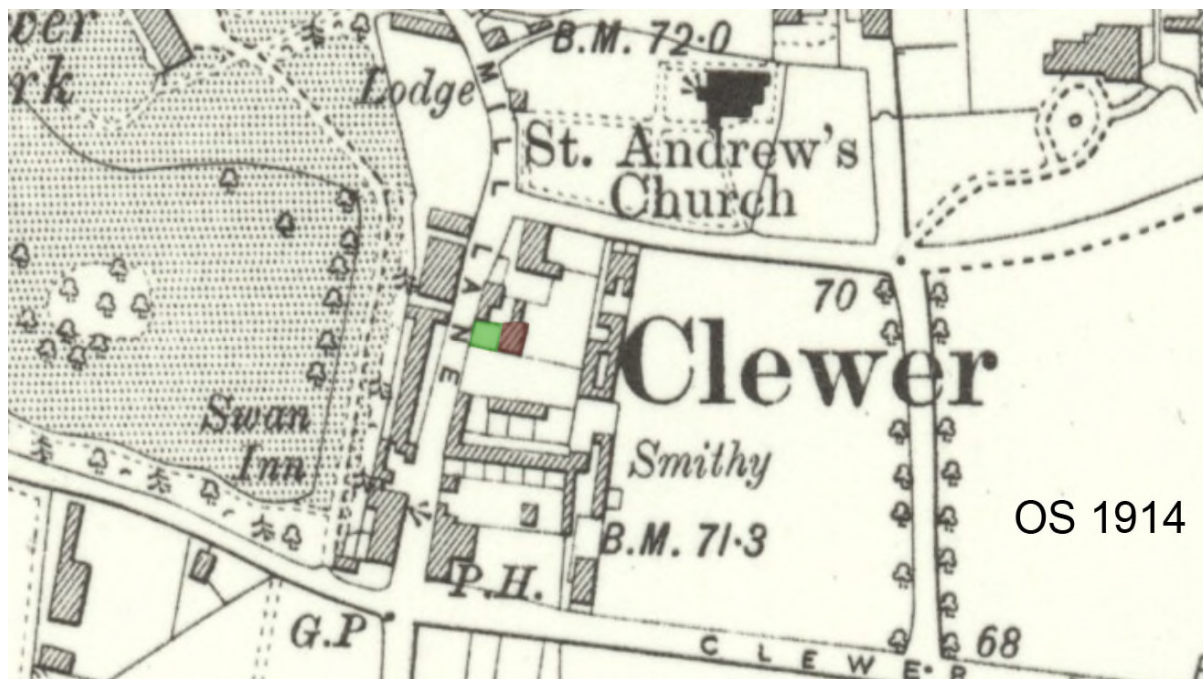 wer
rk
Lodge
B.M. 72·0
MILL LANE
St. Andrew's
Church
70
Clewer
Swan
Inn
Smithy
OS 1914
B.M. 71·3
P.H.
G.P
CLEWER
68